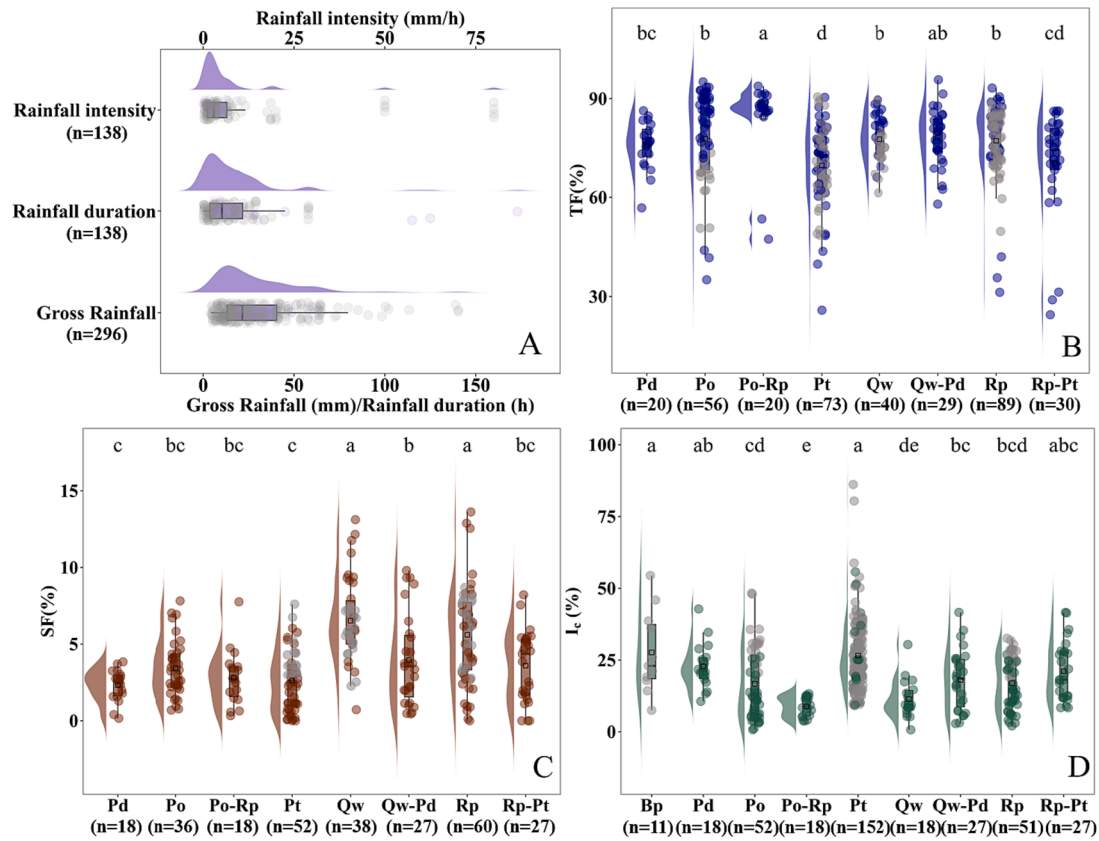 Rainfall intensity (mm/h)
0 25 50 75
Rainfall intensity
(n=138)
Rainfall duration
(n=138)
Gross Rainfall
(n=296)
A
0 50 100 150
Gross Rainfall (mm)/Rainfall duration (h)
bc b a d b ab b cd
90
60
30
TF(%)
B
Pd Po Po-Rp Pt Qw Qw-Pd Rp Rp-Pt
(n=20) (n=56) (n=20) (n=73) (n=40) (n=29) (n=89) (n=30)
c bc bc c a b a bc
15
10
5
0
SF(%)
C
Pd Po Po-Rp Pt Qw Qw-Pd Rp Rp-Pt
(n=18) (n=36) (n=18) (n=52) (n=38) (n=27) (n=60) (n=27)
a ab cd e a de bc bcd abc
100
75
50
25
0
Ic (%)
D
Bp Pd Po Po-Rp Pt Qw Qw-Pd Rp Rp-Pt
(n=11) (n=18) (n=52) (n=18) (n=152) (n=18) (n=27) (n=51) (n=27)